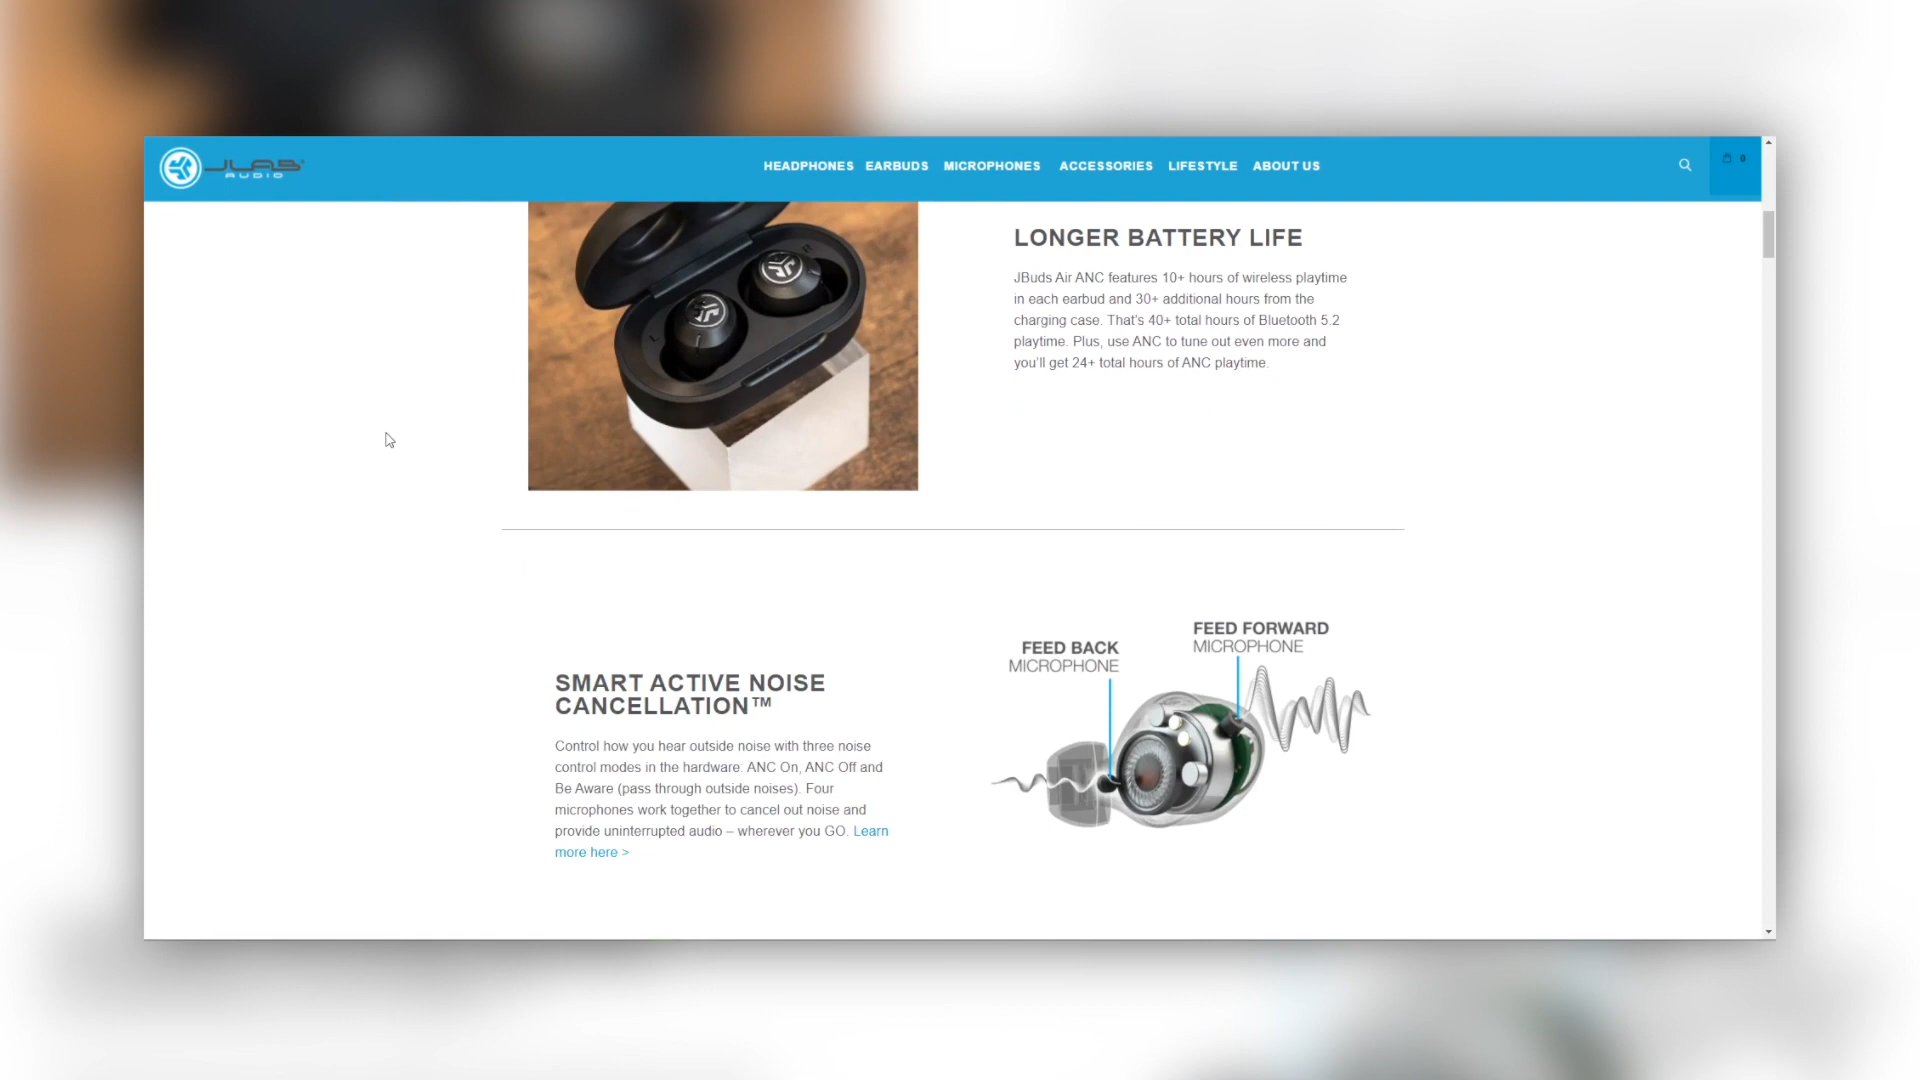 JLAB
AUDIO
HEADPHONES EARBUDS MICROPHONES ACCESSORIES LIFESTYLE ABOUT US
0
LONGER BATTERY LIFE
JBuds Air ANC features 10+ hours of wireless playtime
in each earbud and 30+ additional hours from the
charging case. That’s 40+ total hours of Bluetooth 5.2
playtime. Plus, use ANC to tune out even more and
you’ll get 24+ total hours of ANC playtime.
L
R
SMART ACTIVE NOISE
CANCELLATION™
Control how you hear outside noise with three noise
control modes in the hardware: ANC On, ANC Off and
Be Aware (pass through outside noises). Four
microphones work together to cancel out noise and
provide uninterrupted audio – wherever you GO. Learn
more here >
FEED BACK
MICROPHONE
FEED FORWARD
MICROPHONE